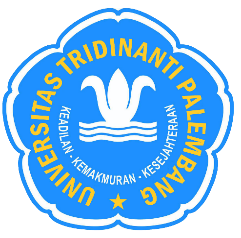 UNIVERSITAS TRIDINANTI PALEMBANG
KEADILAN - KEMAKMURAN - KESEJAHTERAAN